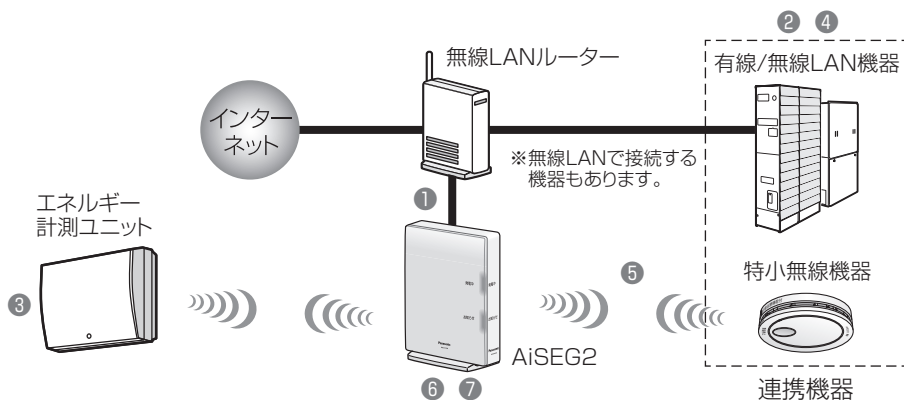 ❷ ❹
無線LANルーター
有線/無線LAN機器
インター
ネット
※無線LANで接続する
機器もあります。
❶
エネルギー
計測ユニット
❸
❺
特小無線機器
Panasonic
AiSEG2
❻ ❼
連携機器